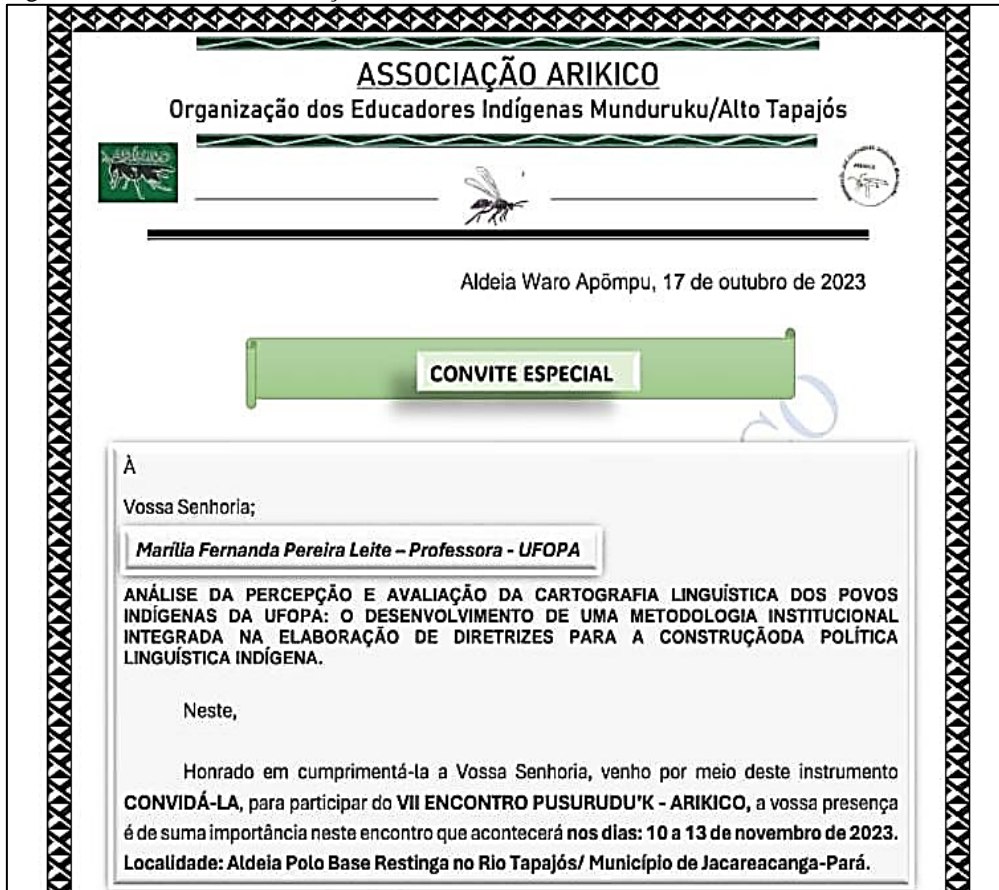 ASSOCIAÇÃO ARIKICO
Organização dos Educadores Indígenas Munduruku/Alto Tapajós
Aldeia Waro Apõmpu, 17 de outubro de 2023
CONVITE ESPECIAL
À
Vossa Senhoria;
Marília Fernanda Pereira Leite – Professora - UFOPA
ANÁLISE DA PERCEPÇÃO E AVALIAÇÃO DA CARTOGRAFIA LINGUÍSTICA DOS POVOS
INDÍGENAS DA UFOPA: O DESENVOLVIMENTO DE UMA METODOLOGIA INSTITUCIONAL
INTEGRADA NA ELABORAÇÃO DE DIRETRIZES PARA A CONSTRUÇÃODA POLÍTICA
LINGUÍSTICA INDÍGENA.
Neste,
Honrado em cumprimentá-la a Vossa Senhoria, venho por meio deste instrumento
CONVIDÁ-LA, para participar do VII ENCONTRO PUSURUDU'K - ARIKICO, a vossa presença
é de suma importância neste encontro que acontecerá nos dias: 10 a 13 de novembro de 2023.
Localidade: Aldeia Polo Base Restinga no Rio Tapajós/ Município de Jacareacanga-Pará.